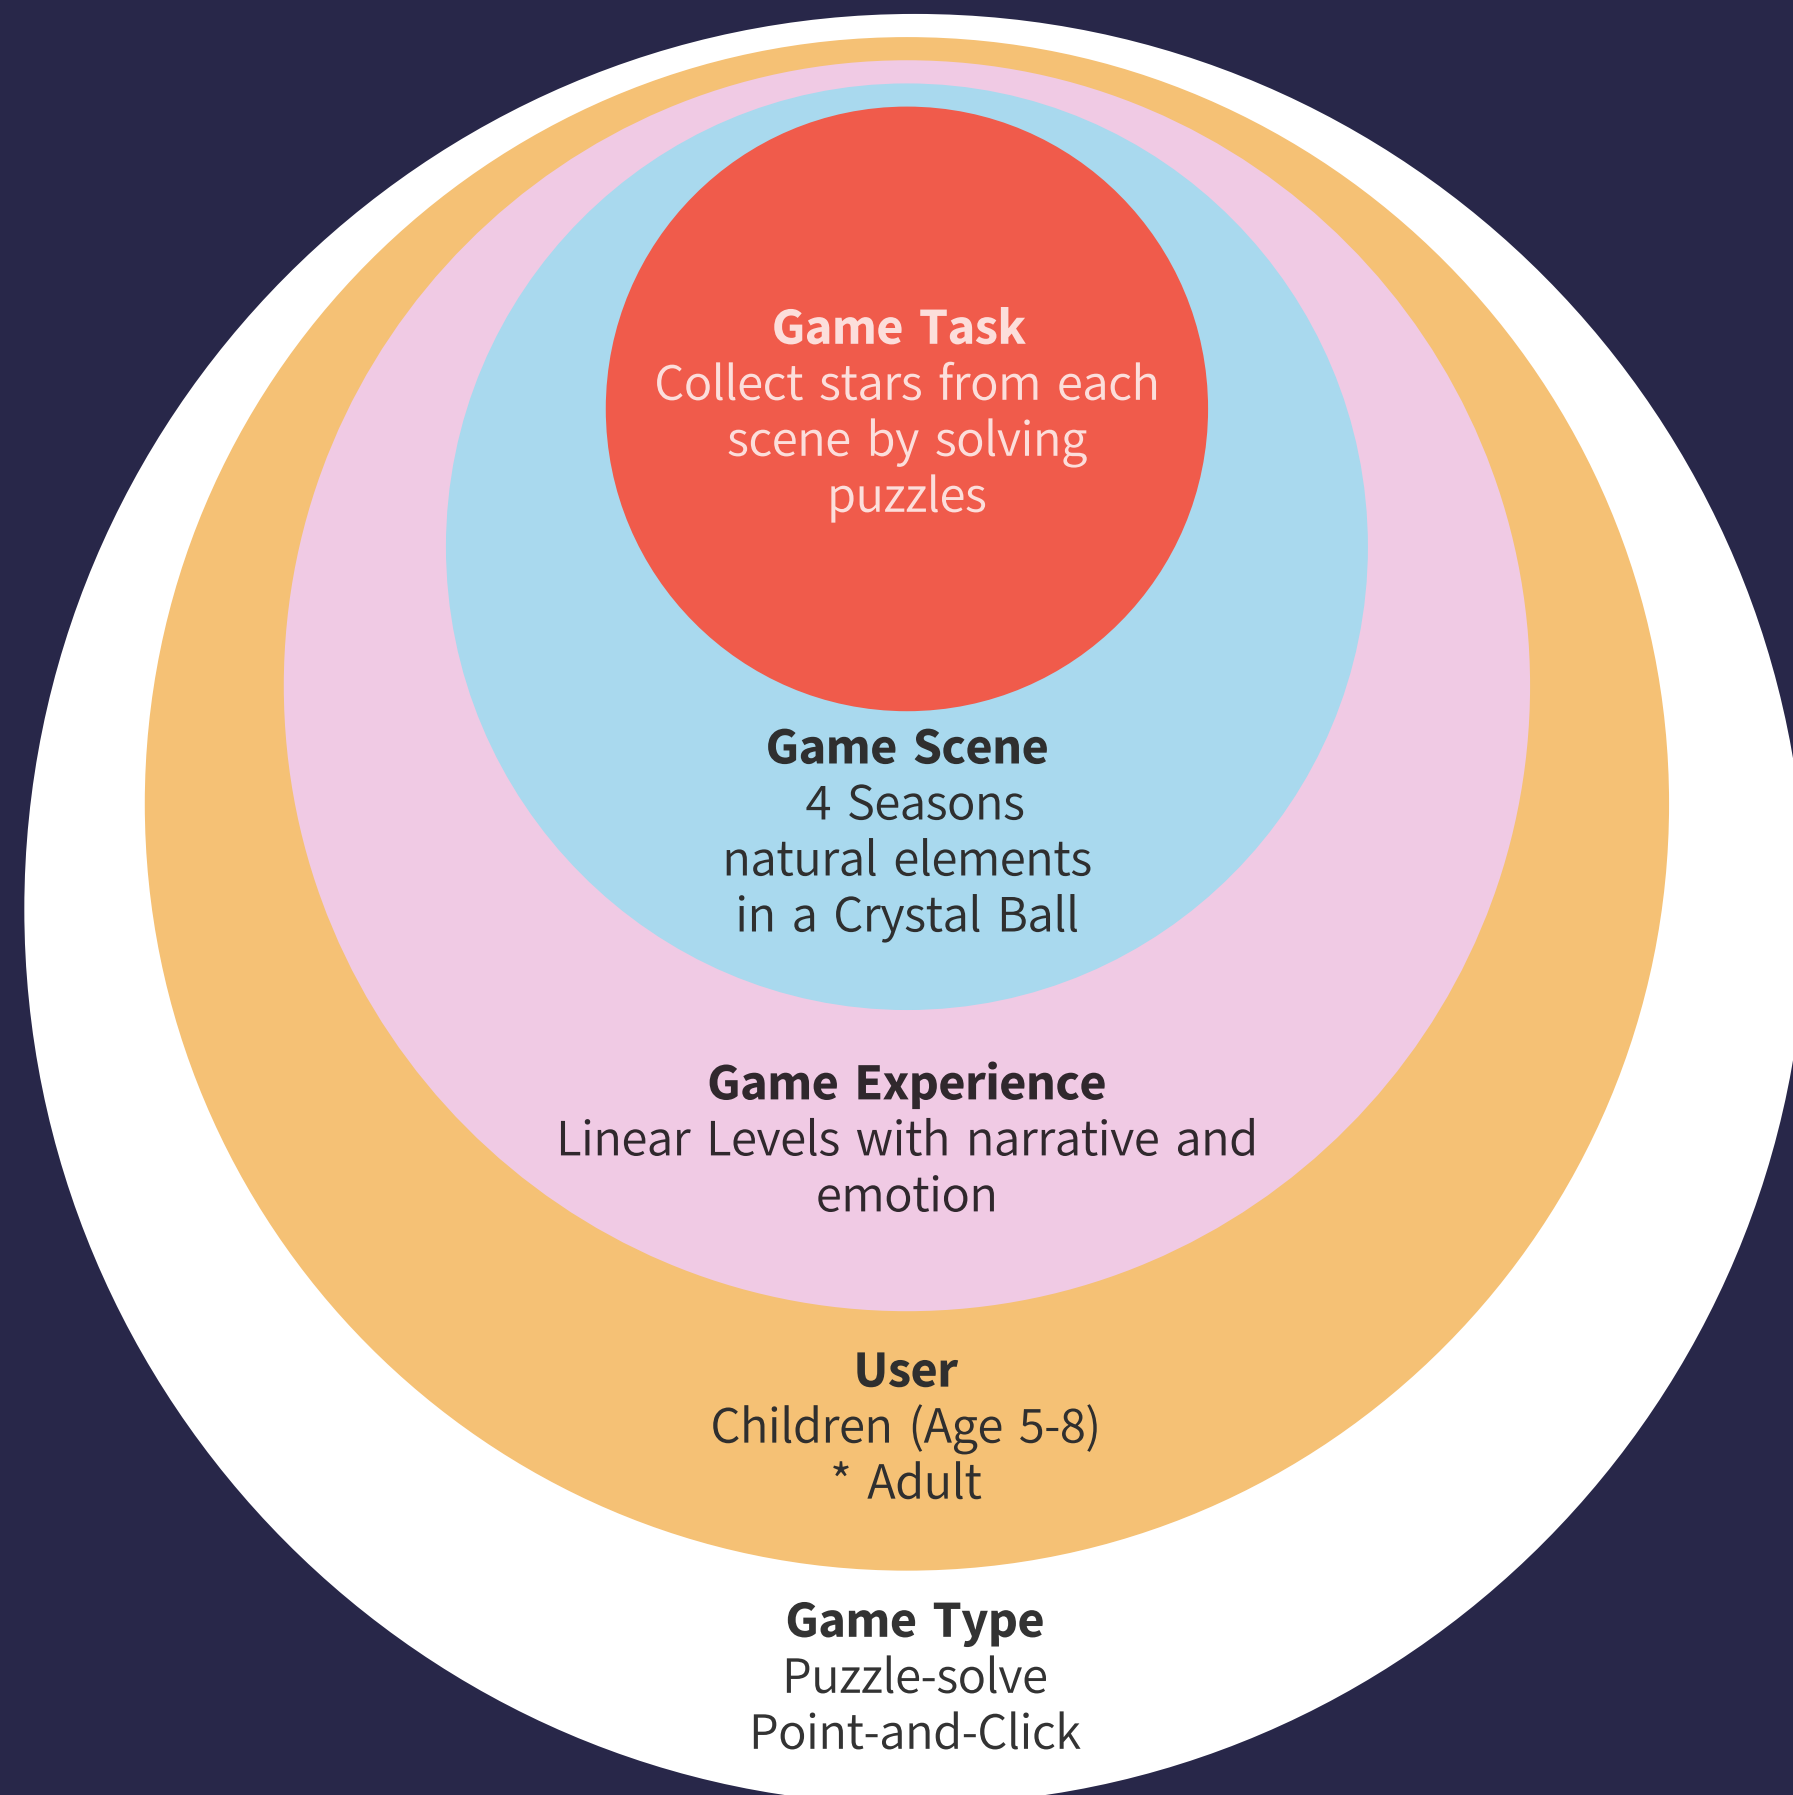 Game Task
Collect stars from each
scene by solving
puzzles
Game Scene
4 Seasons
natural elements
in a Crystal Ball
Game Experience
Linear Levels with narrative and
emotion
User
Children (Age 5-8)
* Adult
Game Type
Puzzle-solve
Point-and-Click